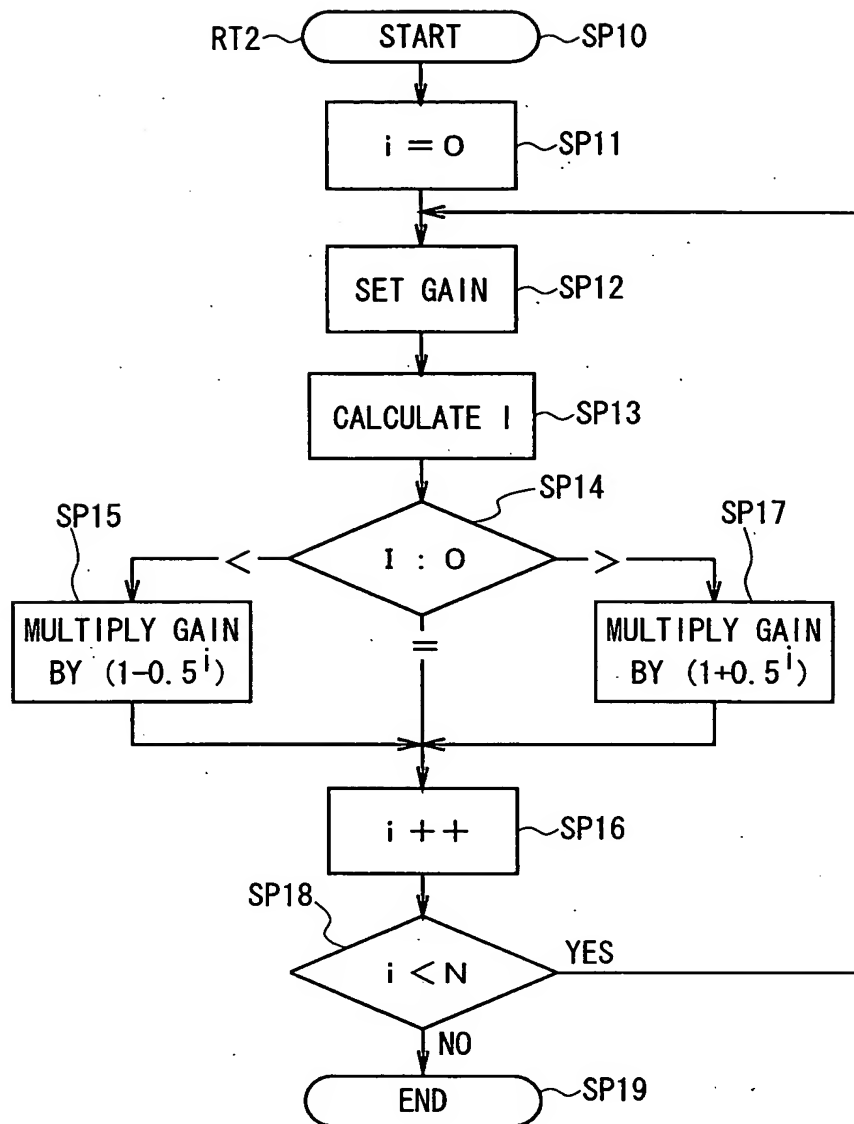 RT2
START
SP10
i = 0
SP11
SET GAIN
SP12
CALCULATE I
SP13
SP14
SP15
SP17
<
I : 0
>
MULTIPLY GAIN
BY (1-0.5^i)
=
MULTIPLY GAIN
BY (1+0.5^i)
i ++
SP16
SP18
i < N
YES
NO
END
SP19